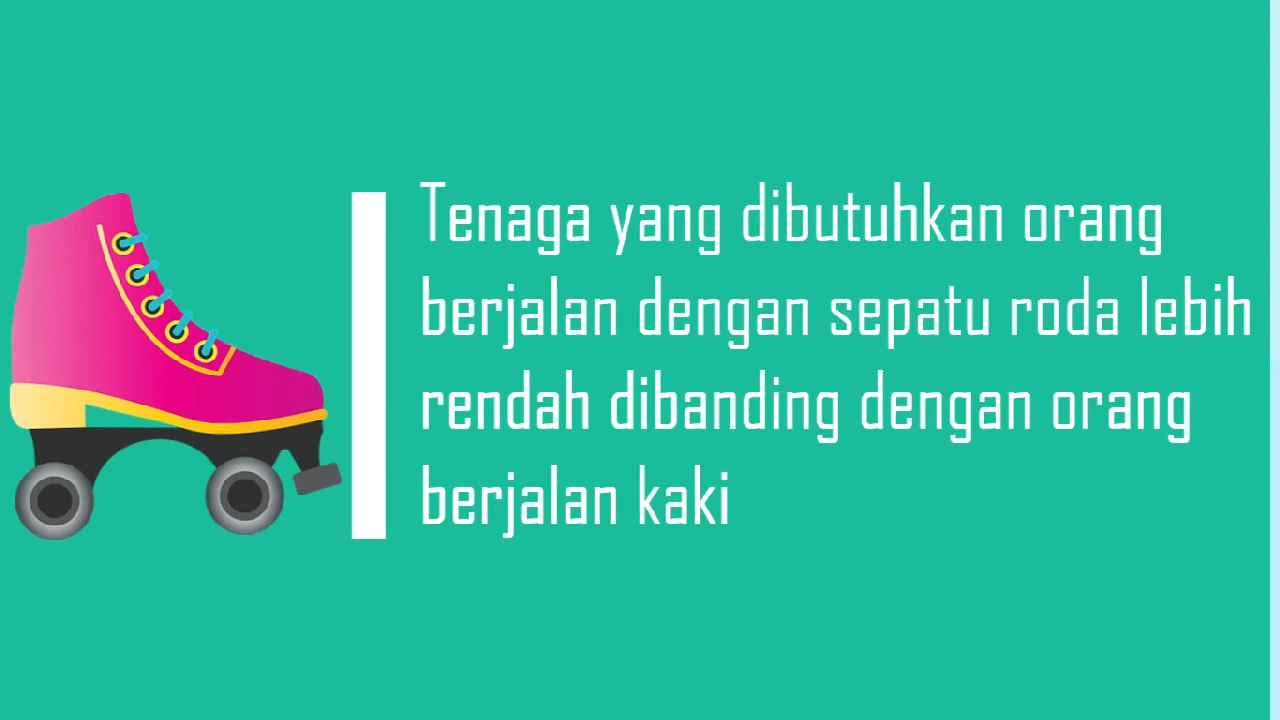 Tenaga yang dibutuhkan orang
berjalan dengan sepatu roda lebih
rendah dibanding dengan orang
berjalan kaki